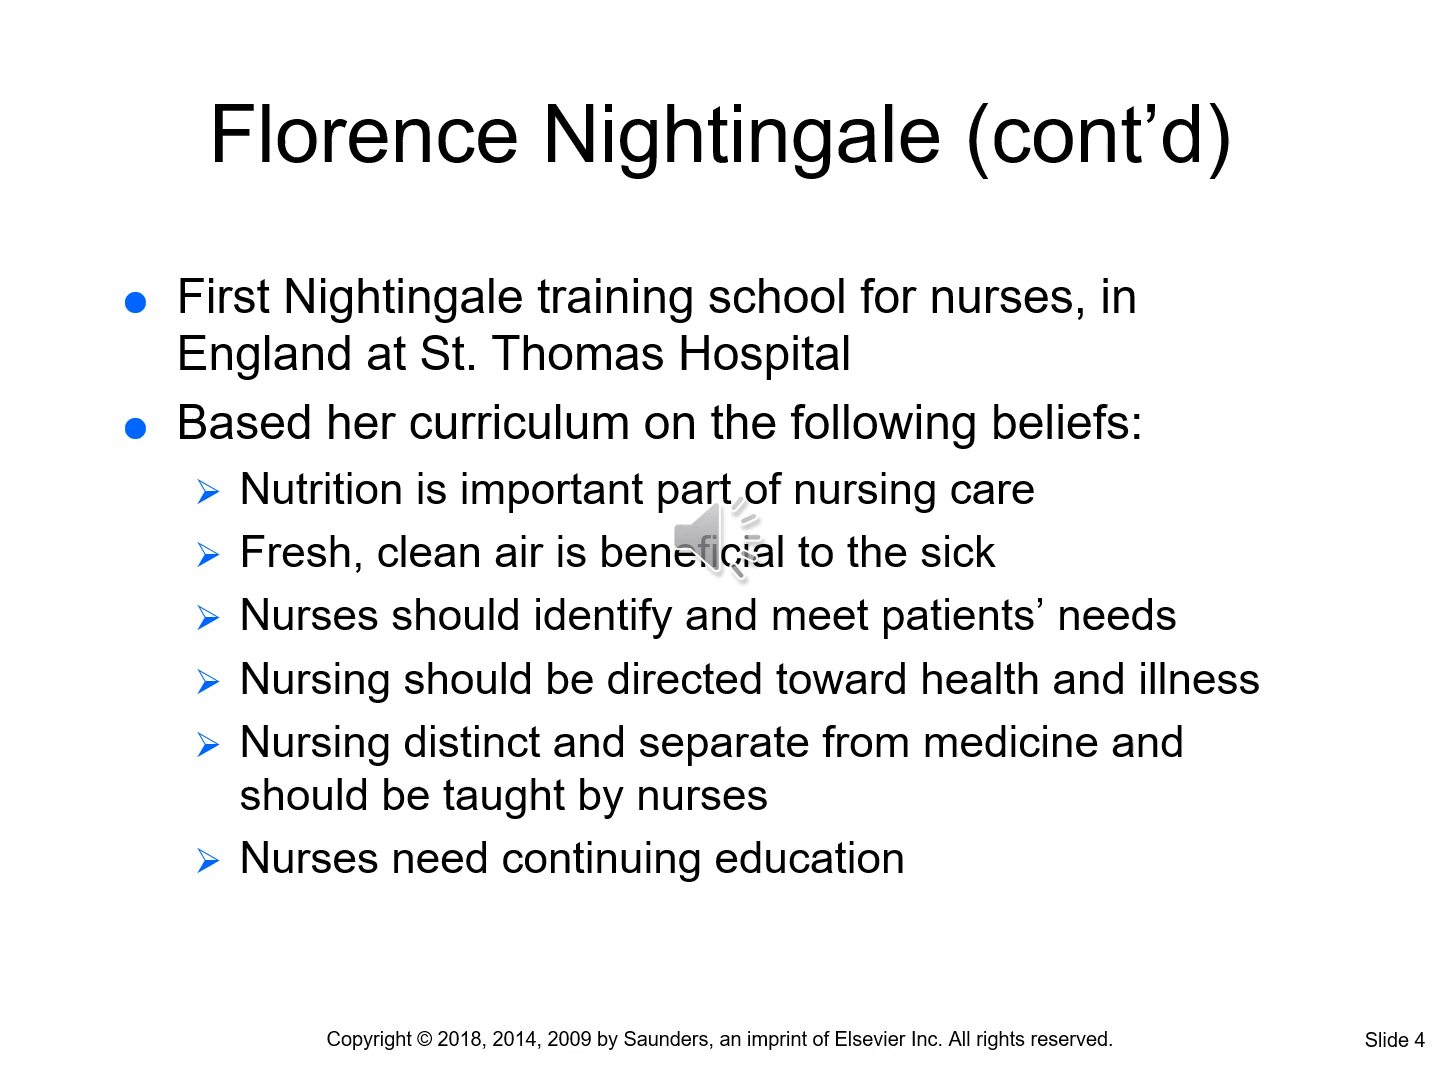 Florence Nightingale (cont’d)
First Nightingale training school for nurses, in
England at St. Thomas Hospital
Based her curriculum on the following beliefs:
Nutrition is important part of nursing care
Fresh, clean air is beneficial to the sick
Nurses should identify and meet patients’ needs
Nursing should be directed toward health and illness
Nursing distinct and separate from medicine and
should be taught by nurses
Nurses need continuing education
Copyright © 2018, 2014, 2009 by Saunders, an imprint of Elsevier Inc. All rights reserved.
Slide 4